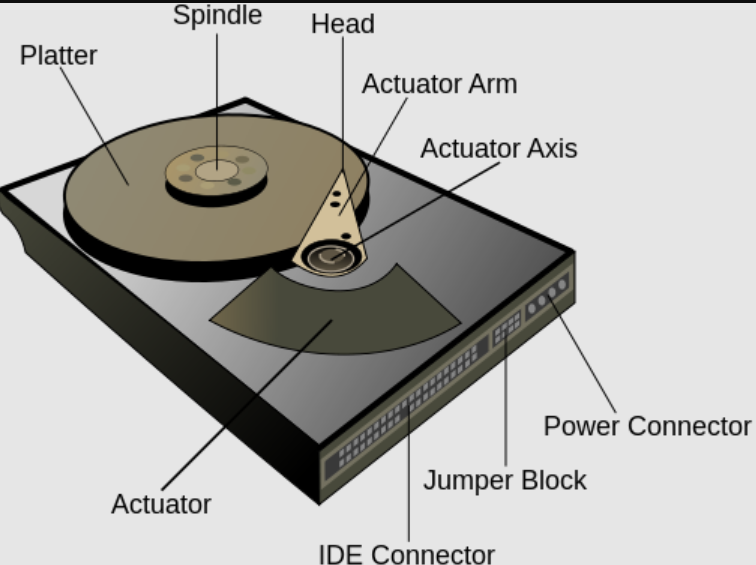 Spindle
Head
Platter
Actuator Arm
Actuator Axis
Power Connector
Jumper Block
Actuator
IDE Connector